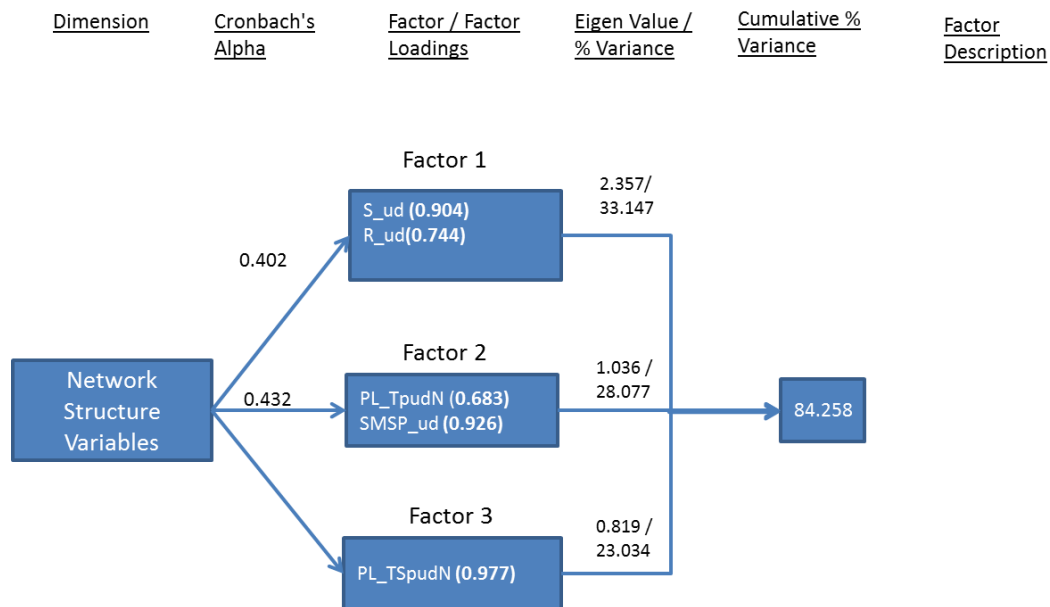 Dimension
Cronbach's
Alpha
Factor / Factor
Loadings
Eigen Value /
% Variance
Cumulative %
Variance
Factor
Description
Factor 1
S_ud (0.904)
R_ud(0.744)
2.357/
33.147
0.402
Factor 2
PL_TpudN (0.683)
SMSP_ud (0.926)
1.036 /
28.077
Network
Structure
Variables
0.432
84.258
Factor 3
PL_TSpudN (0.977)
0.819 /
23.034